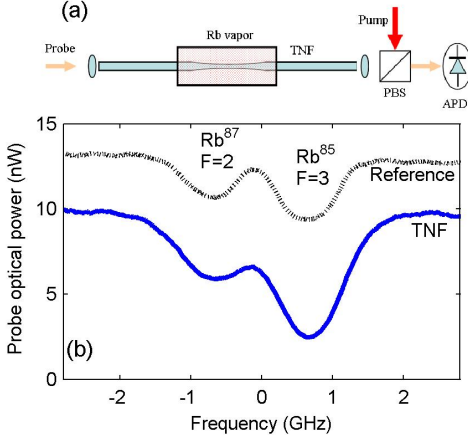 (a)
Rb vapor
Pump
Probe
TNF
PBS
APD
15
10
5
0
Probe optical power (nW)
Rb87
F=2
Rb85
F=3
Reference
TNF
(b)
-2
-1
0
1
2
Frequency (GHz)